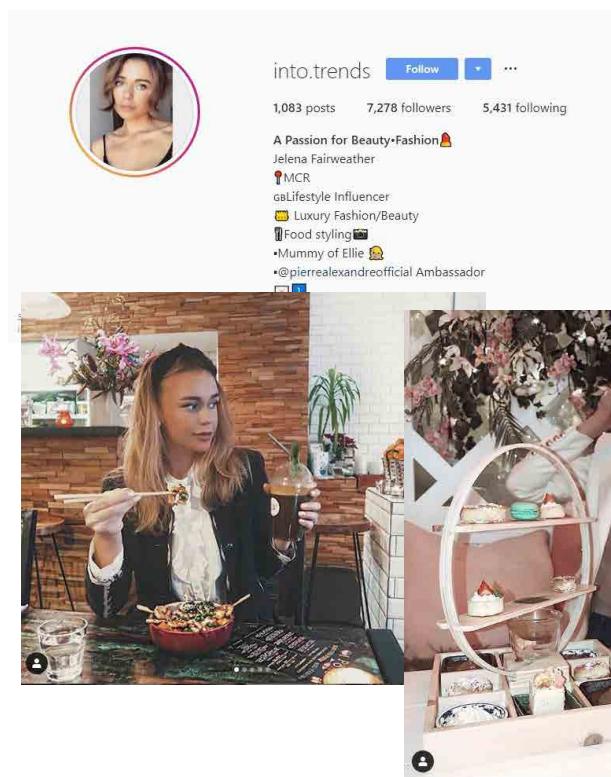 into.trends Follow
1,083 posts 7,278 followers 5,431 following
A Passion for Beauty•Fashion💄
Jelena Fairweather
📍MCR
GBLifestyle Influencer
Luxury Fashion/Beauty
🍽Food styling📸
▪Mummy of Ellie 👶
▪@pierrealexandreofficial Ambassador